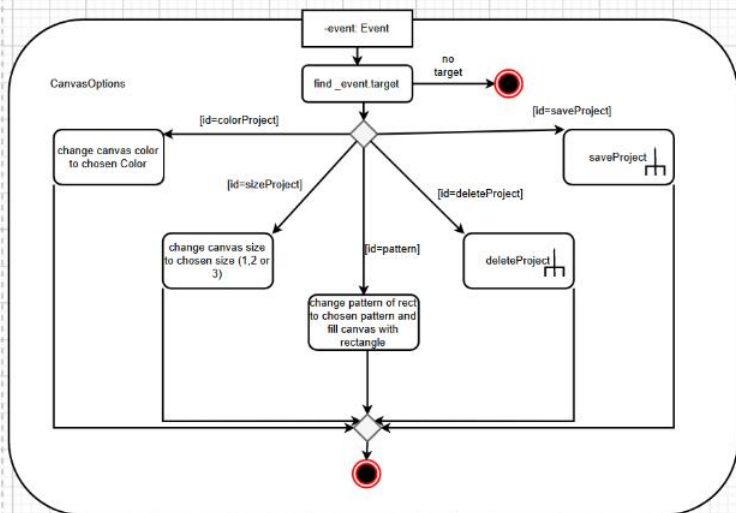 -event: Event
no
target
find _event.target
CanvasOptions
[id=colorProject]
[id=saveProject]
change canvas color
to chosen Color
saveProject
[id=sizeProject]
[id=deleteProject]
change canvas size
to chosen size (1,2 or
3)
[id=pattern]
deleteProject
change pattern of rect
to chosen pattern and
fill canvas with
rectangle